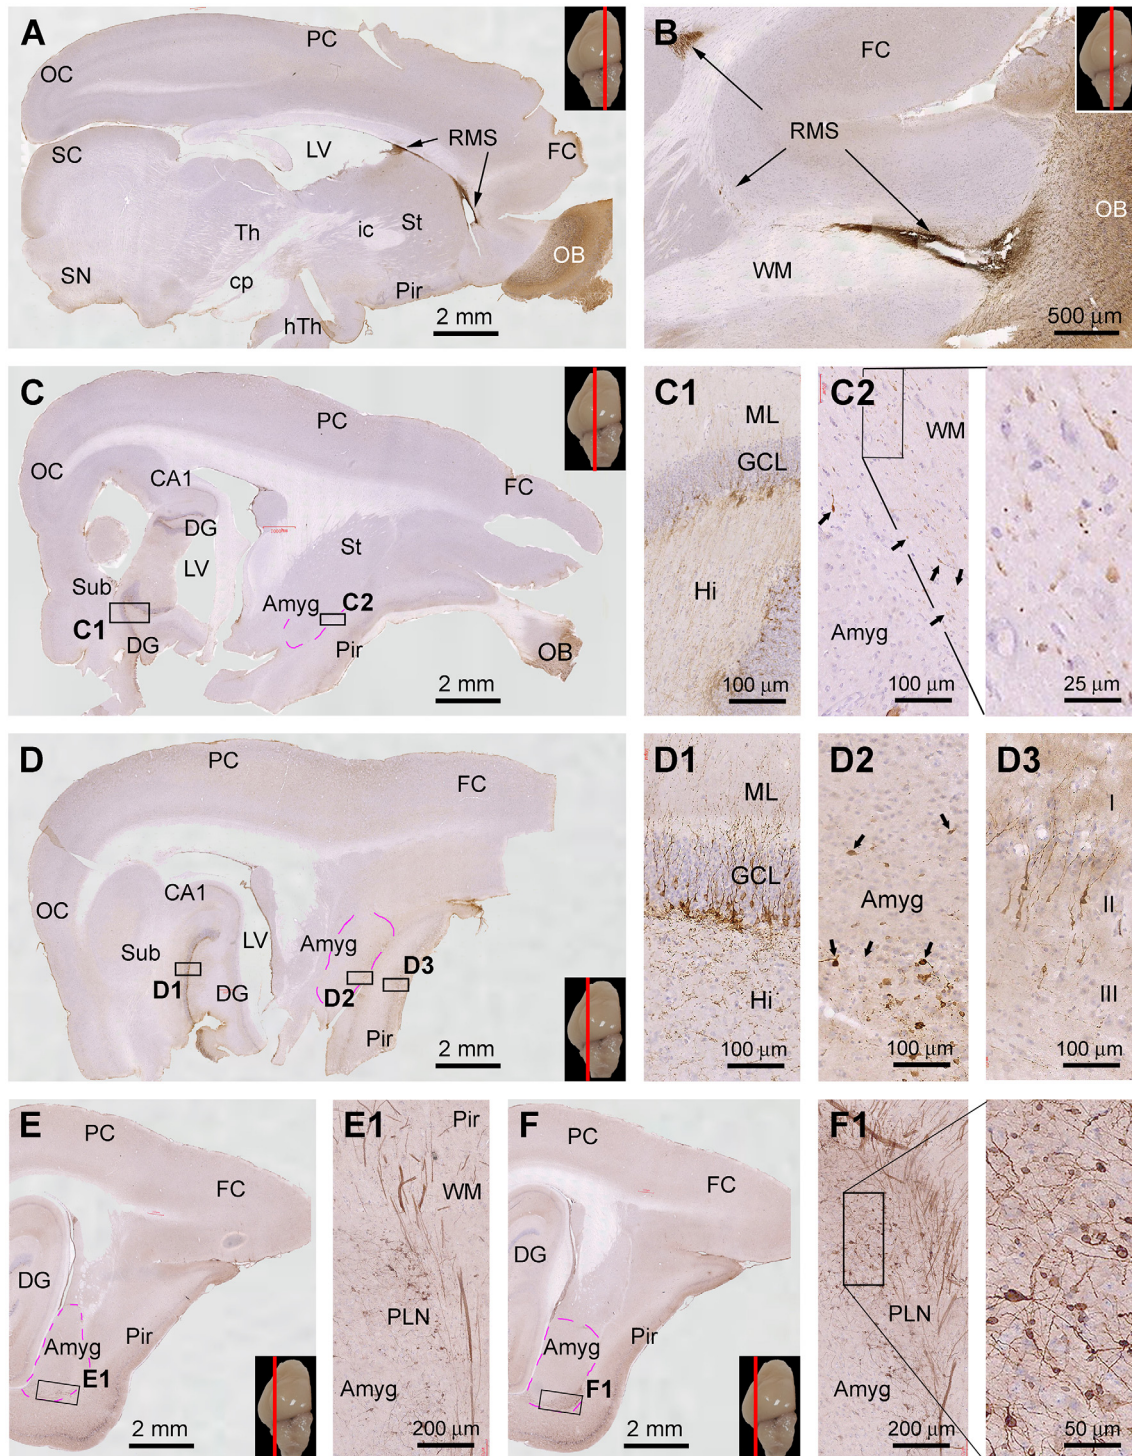 A
PC
OC
LV
RMS
SC
FC
Th
ic
St
OB
SN
cp
Pir
hTh
2 mm
B
FC
RMS
OB
WM
500 µm
C
PC
OC
CA1
FC
DG
St
LV
Sub
Amyg
C2
C1
DG
Pir
OB
2 mm
C1
ML
GCL
Hi
100 µm
C2
WM
Amyg
100 µm
25 µm
D
PC
FC
CA1
OC
Amyg
Sub
LV
D3
D1
DG
D2
Pir
2 mm
D1
ML
GCL
Hi
100 µm
D2
Amyg
100 µm
D3
I
II
III
100 µm
E
PC
FC
DG
Pir
Amyg
E1
2 mm
E1
Pir
WM
PLN
Amyg
200 µm
F
PC
FC
DG
Pir
Amyg
F1
2 mm
F1
PLN
Amyg
200 µm
50 µm